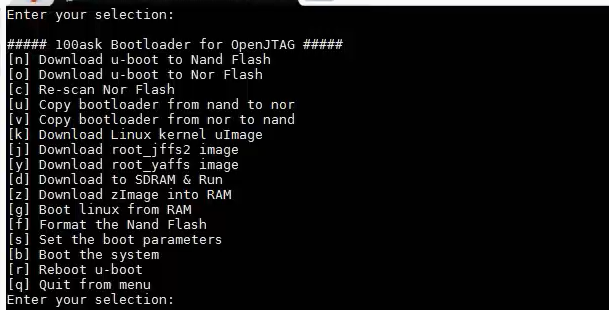 Enter your selection:
##### 100ask Bootloader for OpenJTAG #####
[n] Download u-boot to Nand Flash
[o] Download u-boot to Nor Flash
[c] Re-scan Nor Flash
[u] Copy bootloader from nand to nor
[v] Copy bootloader from nor to nand
[k] Download Linux kernel uImage
[j] Download root_jffs2 image
[y] Download root_yaffs image
[d] Download to SDRAM & Run
[z] Download zImage into RAM
[g] Boot linux from RAM
[f] Format the Nand Flash
[s] Set the boot parameters
[b] Boot the system
[r] Reboot u-boot
[q] Quit from menu
Enter your selection: